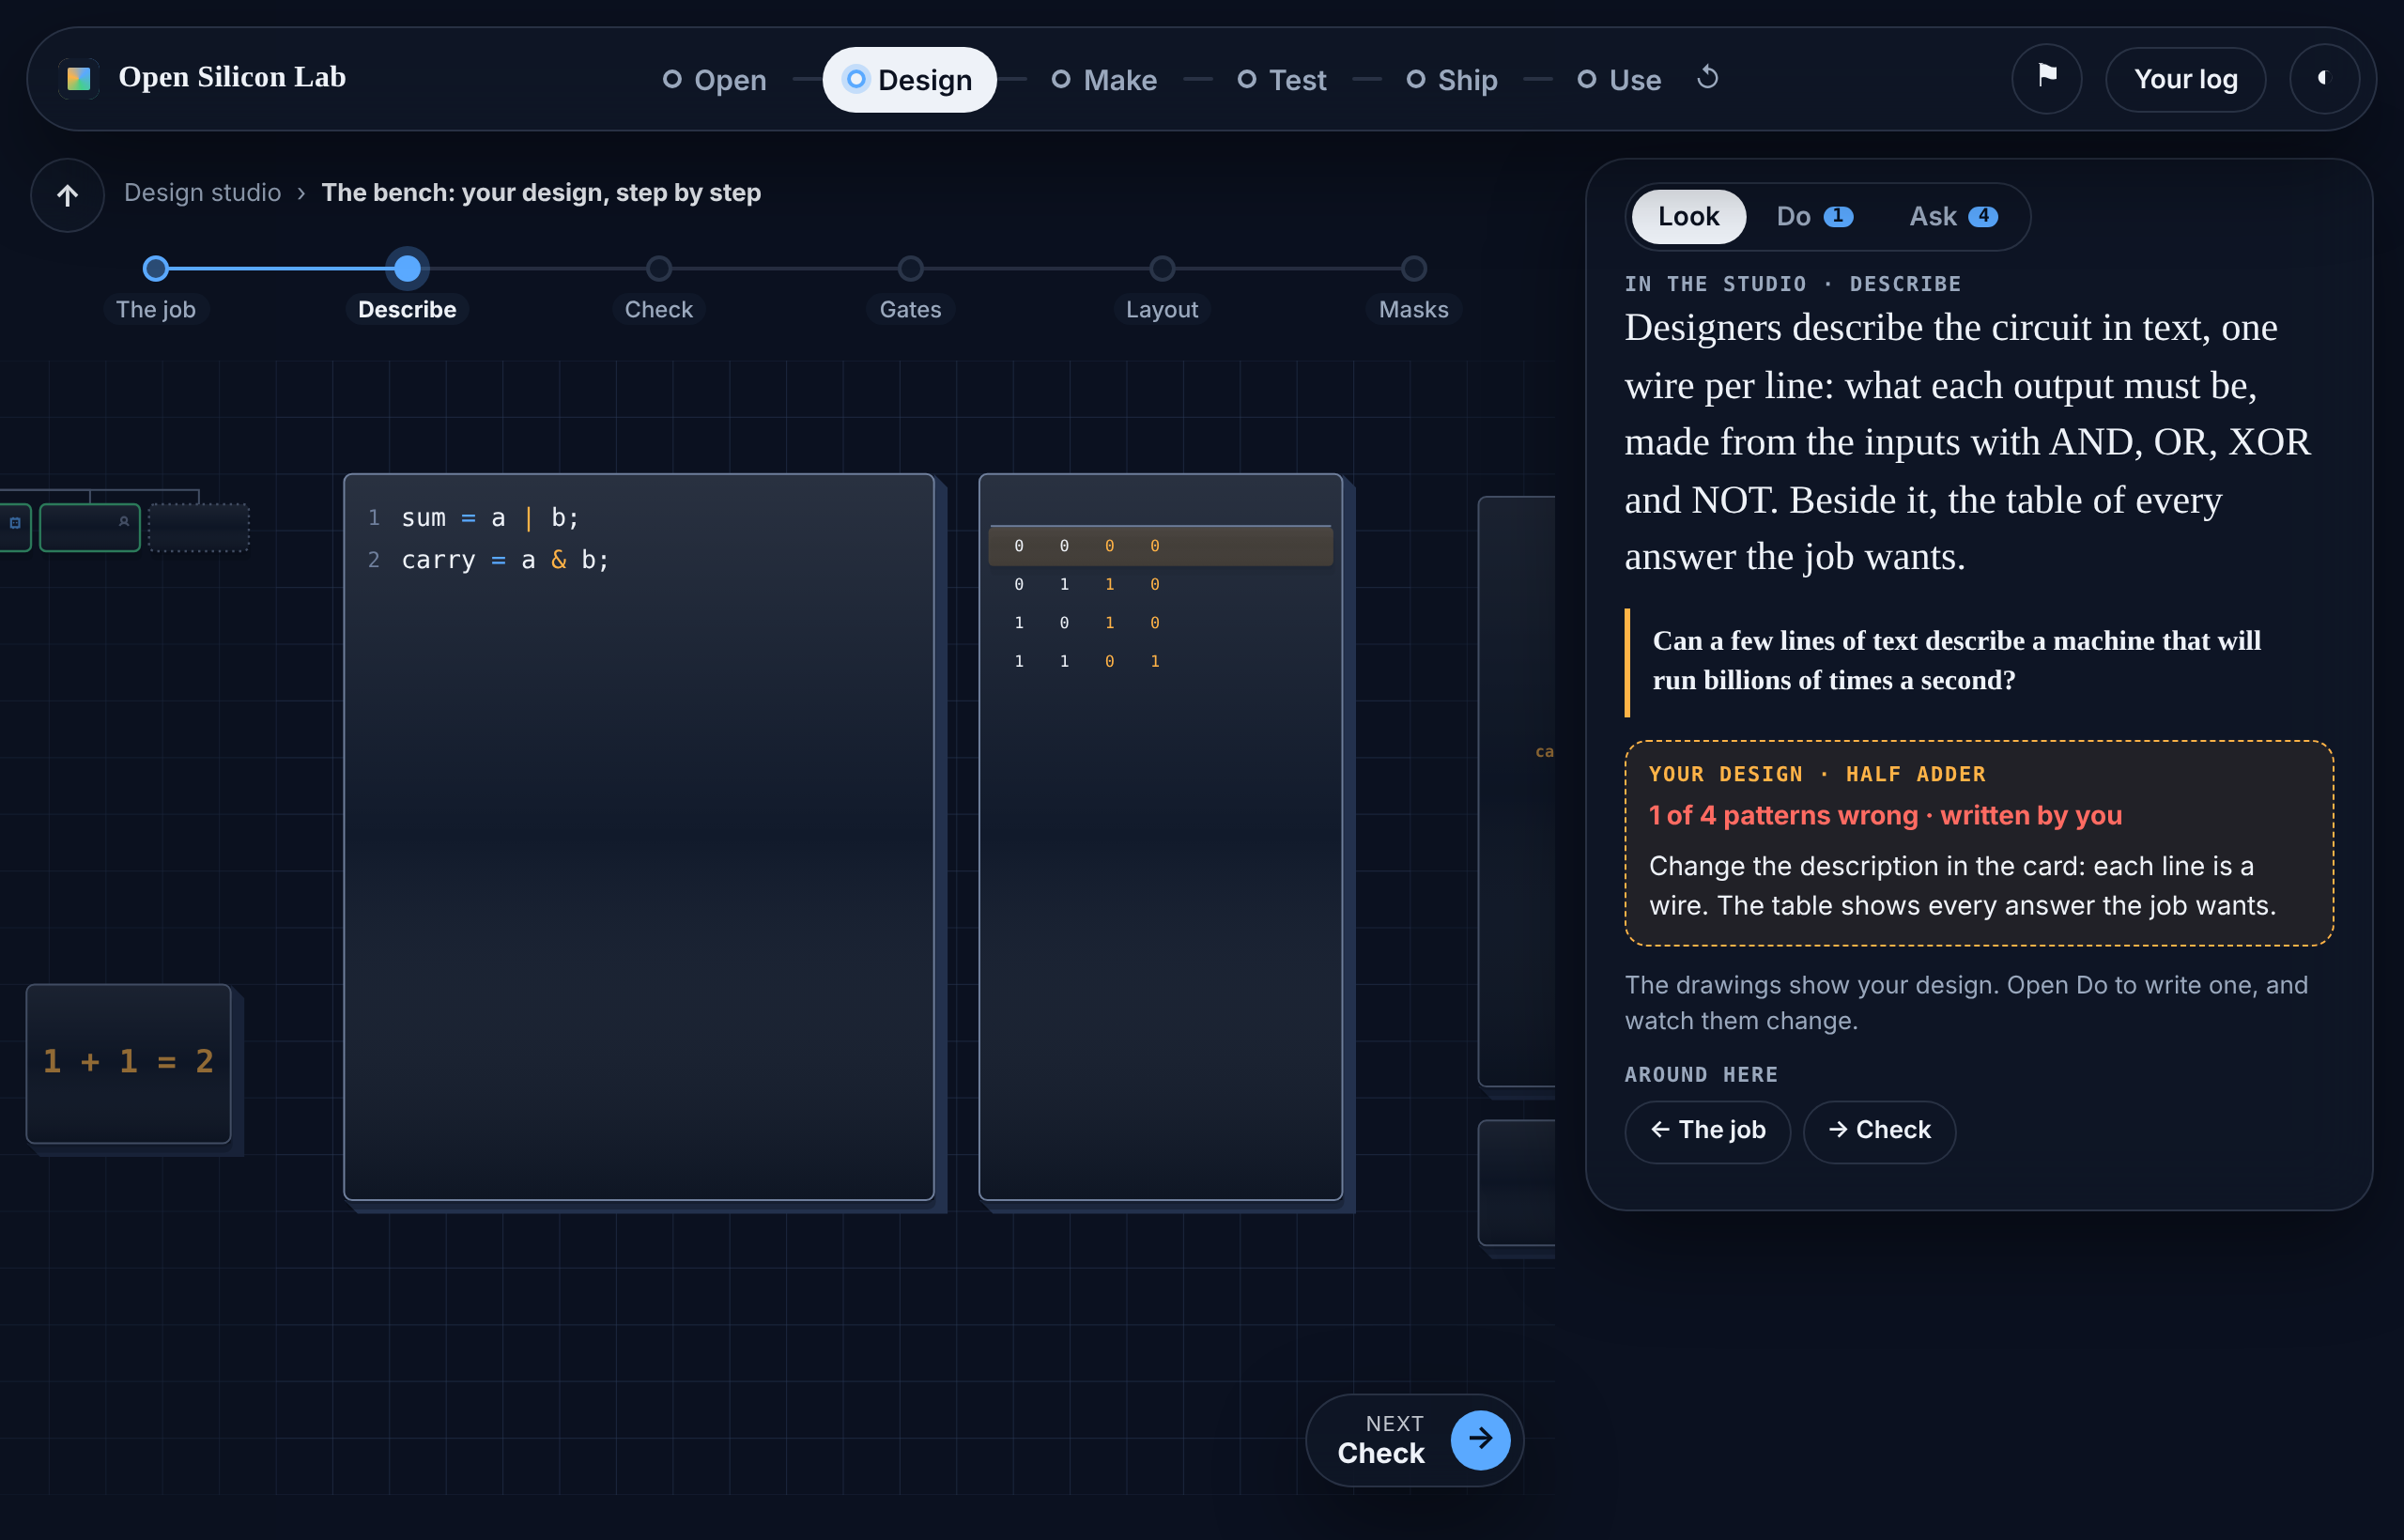 Open Silicon Lab
Open
Design
Make
Test
Ship
Use
Your log
Design studio › The bench: your design, step by step
The job
Describe
Check
Gates
Layout
Masks
1 sum = a | b;
2 carry = a & b;
0 0 0 0
0 1 1 0
1 0 1 0
1 1 0 1
ca
1 + 1 = 2
NEXT
Check
Look
Do 1
Ask 4
IN THE STUDIO · DESCRIBE
Designers describe the circuit in text, one
wire per line: what each output must be,
made from the inputs with AND, OR, XOR
and NOT. Beside it, the table of every
answer the job wants.
Can a few lines of text describe a machine that will
run billions of times a second?
YOUR DESIGN · HALF ADDER
1 of 4 patterns wrong · written by you
Change the description in the card: each line is a
wire. The table shows every answer the job wants.
The drawings show your design. Open Do to write one, and
watch them change.
AROUND HERE
← The job
→ Check